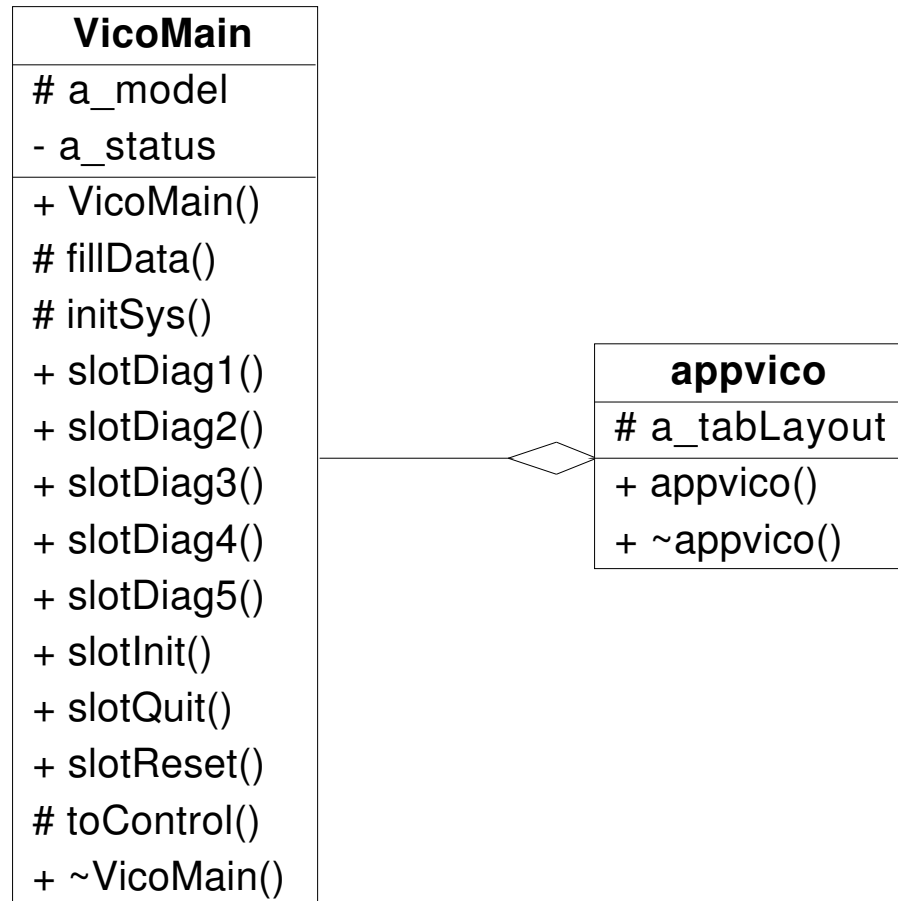 VicoMain
# a_model
- a_status
+ VicoMain()
# fillData()
# initSys()
+ slotDiag1()
+ slotDiag2()
+ slotDiag3()
+ slotDiag4()
+ slotDiag5()
+ slotInit()
+ slotQuit()
+ slotReset()
# toControl()
+ ~VicoMain()
appvico
# a_tabLayout
+ appvico()
+ ~appvico()